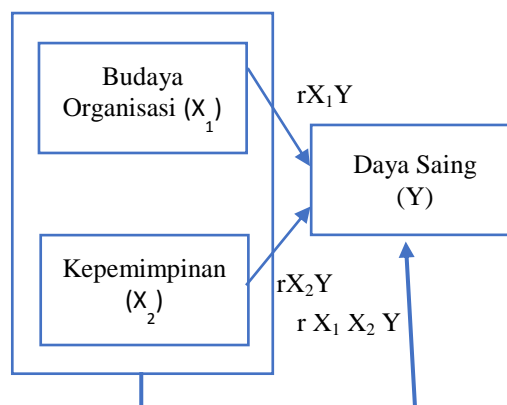 Budaya
Organisasi (X₁)
rX₁Y
Daya Saing
(Y)
Kepemimpinan
(X₂)
rX₂Y
r X₁ X₂ Y